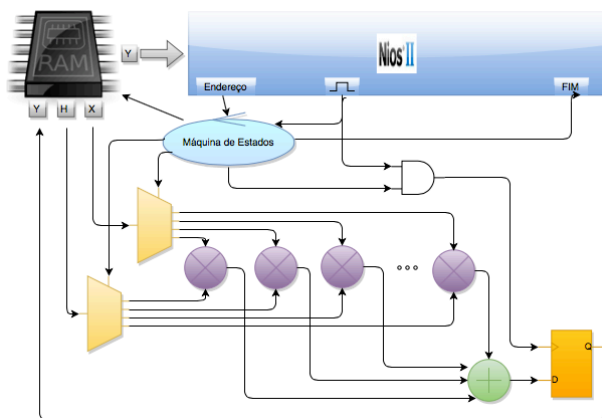 RAM
Y
Nios® II
Y H X
Endereço
FIM
Máquina de Estados
Q
D